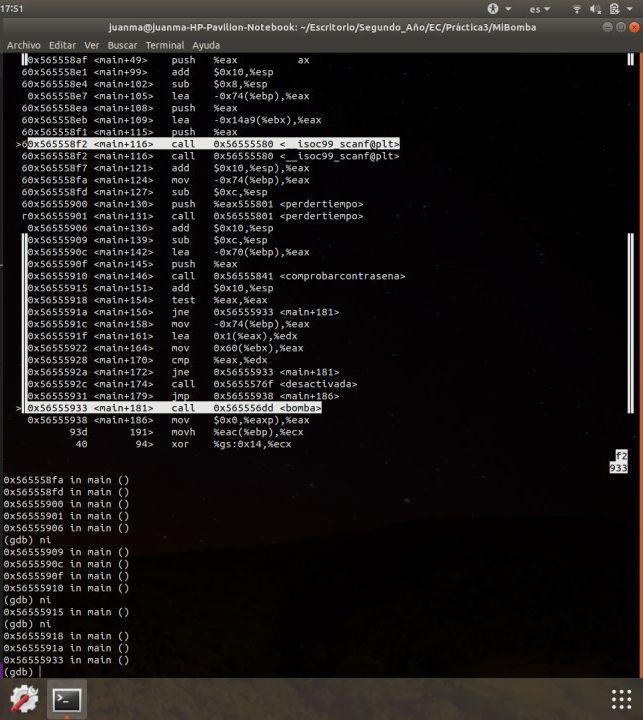 17:51
es
juanma@juanma-HP-Pavilion-Notebook: ~/Escritorio/Segundo_Año/EC/Práctica3/MiBomba
Archivo Editar Ver Buscar Terminal Ayuda
0x565558af <main+49> push %eax ax
60x565558e1 <main+99> add $0x10,%esp
60x565558e4 <main+102> sub $0x8,%esp
0x565558e7 <main+105> lea -0x74(%ebp),%eax
60x565558ea <main+108> push %eax
60x565558eb <main+109> lea -0x14a9(%ebx),%eax
60x565558f1 <main+115> push %eax
>60x565558f2 <main+116> call 0x56555580 <__isoc99_scanf@plt>
60x565558f2 <main+116> call 0x56555580 <__isoc99_scanf@plt>
60x565558f7 <main+121> add $0x10,%esp),%eax
60x565558fa <main+124> mov -0x74(%ebp),%eax
60x565558fd <main+127> sub $0xc,%esp
60x56555900 <main+130> push %eax555801 <perdertiempo>
r0x56555901 <main+131> call 0x56555801 <perdertiempo>
0x56555906 <main+136> add $0x10,%esp
0x56555909 <main+139> sub $0xc,%esp
0x5655590c <main+142> lea -0x70(%ebp),%eax
0x5655590f <main+145> push %eax
0x56555910 <main+146> call 0x56555841 <comprobarcontrasena>
0x56555915 <main+151> add $0x10,%esp
0x56555918 <main+154> test %eax,%eax
0x5655591a <main+156> jne 0x56555933 <main+181>
0x5655591c <main+158> mov -0x74(%ebp),%eax
0x5655591f <main+161> lea 0x1(%eax),%edx
0x56555922 <main+164> mov 0x60(%ebx),%eax
0x56555928 <main+170> cmp %eax,%edx
0x5655592a <main+172> jne 0x56555933 <main+181>
0x5655592c <main+174> call 0x5655576f <desactivada>
0x56555931 <main+179> jmp 0x56555938 <main+186>
>0x56555933 <main+181> call 0x565556dd <bomba>
0x56555938 <main+186> mov $0x0,%eaxp),%eax
93d 191> movh %eac(%ebp),%ecx
40 94> xor %gs:0x14,%ecx
f2
933
0x565558fa in main ()
0x565558fd in main ()
0x56555900 in main ()
0x56555901 in main ()
0x56555906 in main ()
(gdb) ni
0x56555909 in main ()
0x5655590c in main ()
0x5655590f in main ()
0x56555910 in main ()
(gdb) ni
0x56555915 in main ()
(gdb) ni
0x56555918 in main ()
0x5655591a in main ()
0x56555933 in main ()
(gdb)